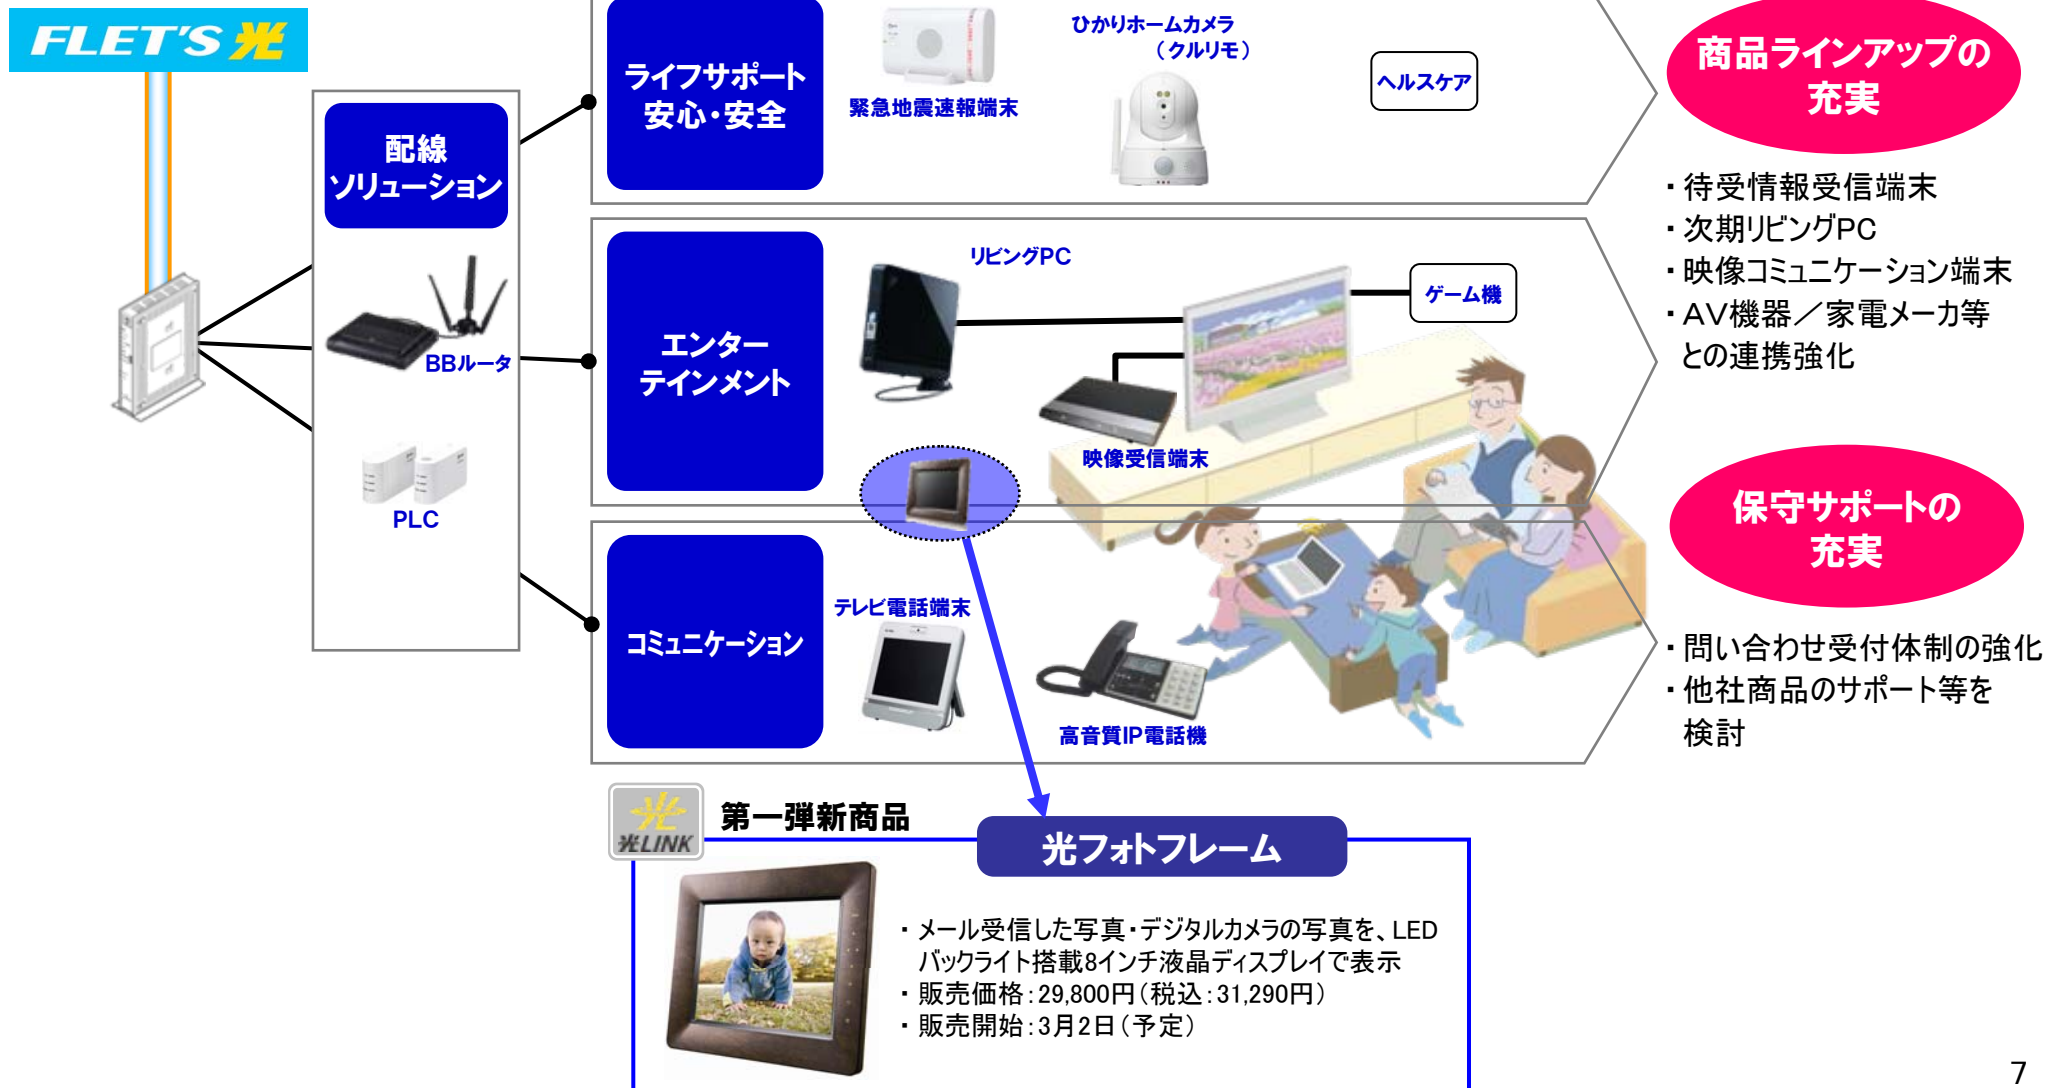 FLET'S光
配線
ソリューション
BBルータ
PLC
ライフサポート
安心・安全
緊急地震速報端末
ひかりホームカメラ
（クルリモ）
ヘルスケア
エンター
テインメント
リビングPC
ゲーム機
映像受信端末
コミュニケーション
テレビ電話端末
高音質IP電話機
商品ラインアップの
充実
・待受情報受信端末
・次期リビングPC
・映像コミュニケーション端末
・AV機器／家電メーカ等
との連携強化
保守サポートの
充実
・問い合わせ受付体制の強化
・他社商品のサポート等を
検討
光
光LINK
第一弾新商品
光フォトフレーム
・メール受信した写真・デジタルカメラの写真を、LED
バックライト搭載8インチ液晶ディスプレイで表示
・販売価格：29,800円（税込：31,290円）
・販売開始：3月2日（予定）
7